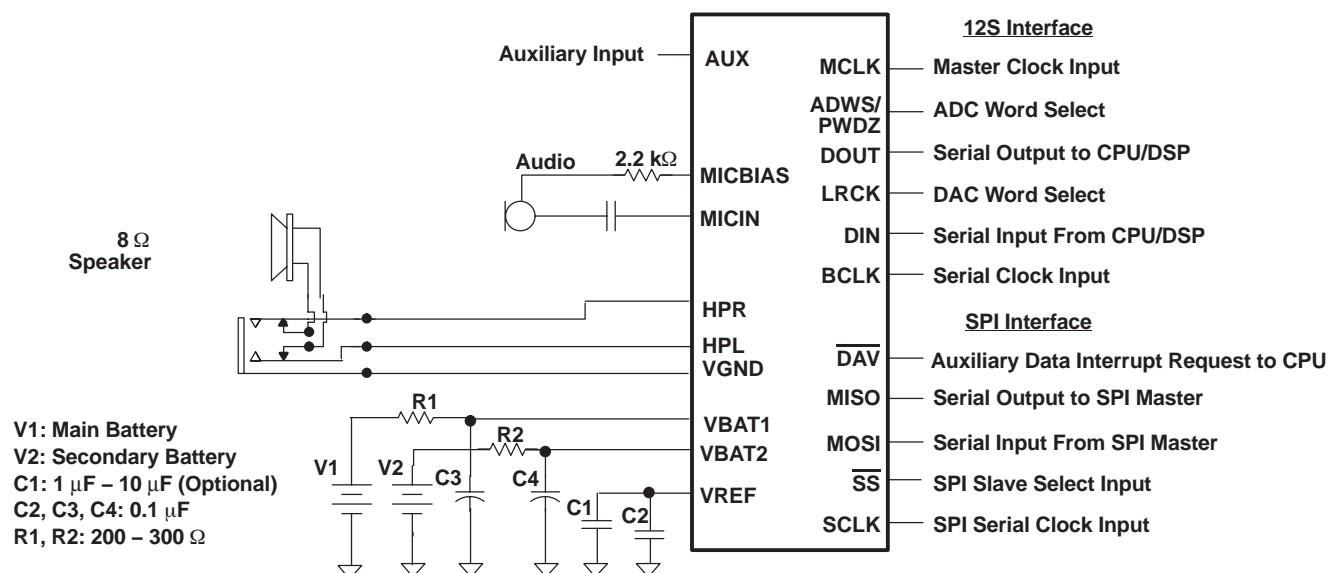 12S Interface
Auxiliary Input
AUX
MCLK
Master Clock Input
ADWS/
PWDZ
ADC Word Select
DOUT
Serial Output to CPU/DSP
Audio
2.2 kΩ
MICBIAS
LRCK
DAC Word Select
MICIN
DIN
Serial Input From CPU/DSP
8 Ω
Speaker
BCLK
Serial Clock Input
HPR
SPI Interface
HPL
DAV
Auxiliary Data Interrupt Request to CPU
VGND
MISO
Serial Output to SPI Master
R1
VBAT1
R2
VBAT2
MOSI
Serial Input From SPI Master
V1: Main Battery
V2: Secondary Battery
C1: 1 μF – 10 μF (Optional)
C2, C3, C4: 0.1 μF
R1, R2: 200 – 300 Ω
V1
V2
C3
C4
C1
C2
VREF
SS
SPI Slave Select Input
SCLK
SPI Serial Clock Input